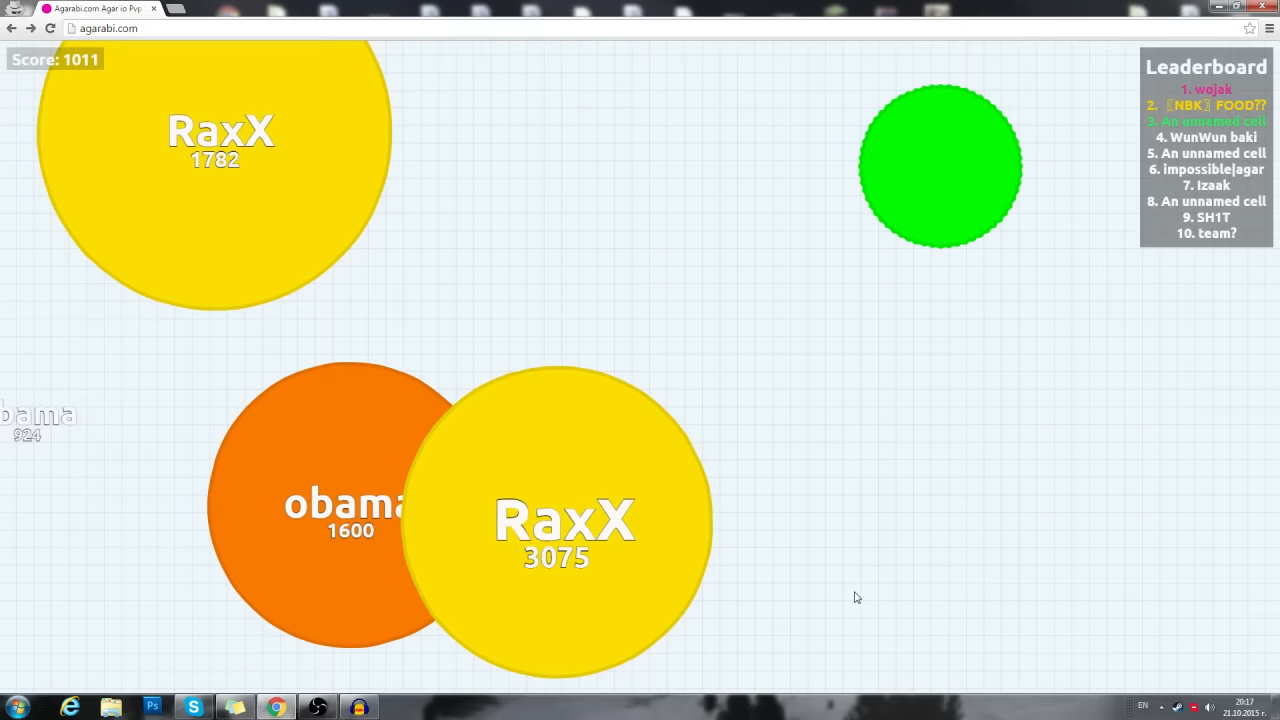 Agarabi.com Agar io Pvp
agarabi.com
Score: 1011
RaxX
1782
Leaderboard
1. wojak
2. 〖NBK〗 FOOD??
3. An unnamed cell
4. WunWun baki
5. An unnamed cell
6. impossible|agar
7. Izaak
8. An unnamed cell
9. SH1T
10. team?
bama
924
obama
1600
RaxX
3075
Ps
EN
20:17
21.10.2015 г.